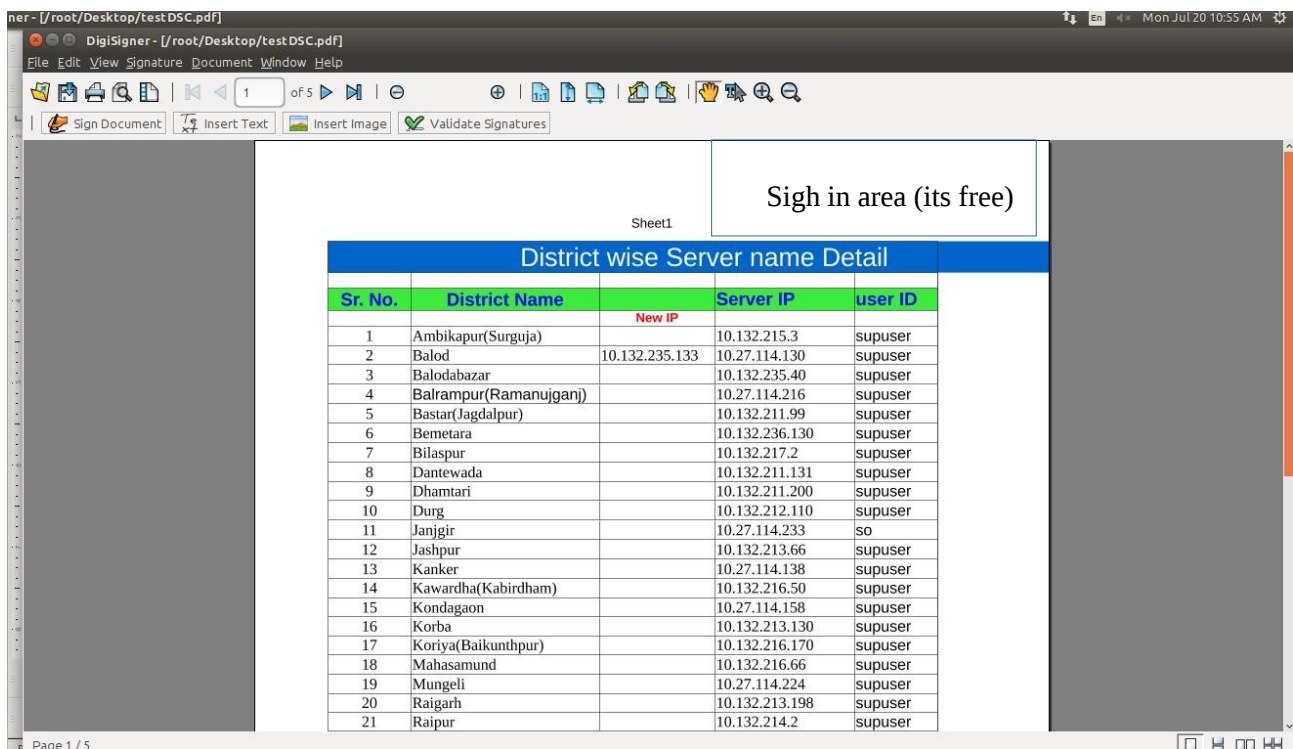 ner - [/root/Desktop/testDSC.pdf]
En Mon Jul 20 10:55 AM
DigiSigner - [/root/Desktop/testDSC.pdf]
File Edit View Signature Document Window Help
1 of 5
1:1
Sign Document Insert Text Insert Image Validate Signatures
Sigh in area (its free)
Sheet1
District wise Server name Detail
Sr. No. District Name Server IP user ID
New IP
1 Ambikapur(Surguja) 10.132.215.3 supuser
2 Balod 10.132.235.133 10.27.114.130 supuser
3 Balodabazar 10.132.235.40 supuser
4 Balrampur(Ramanujganj) 10.27.114.216 supuser
5 Bastar(Jagdalpur) 10.132.211.99 supuser
6 Bemetara 10.132.236.130 supuser
7 Bilaspur 10.132.217.2 supuser
8 Dantewada 10.132.211.131 supuser
9 Dhamtari 10.132.211.200 supuser
10 Durg 10.132.212.110 supuser
11 Janjgir 10.27.114.233 so
12 Jashpur 10.132.213.66 supuser
13 Kanker 10.27.114.138 supuser
14 Kawardha(Kabirdham) 10.132.216.50 supuser
15 Kondagaon 10.27.114.158 supuser
16 Korba 10.132.213.130 supuser
17 Koriya(Baikunthpur) 10.132.216.170 supuser
18 Mahasamund 10.132.216.66 supuser
19 Mungeli 10.27.114.224 supuser
20 Raigarh 10.132.213.198 supuser
21 Raipur 10.132.214.2 supuser
Page 1 / 5